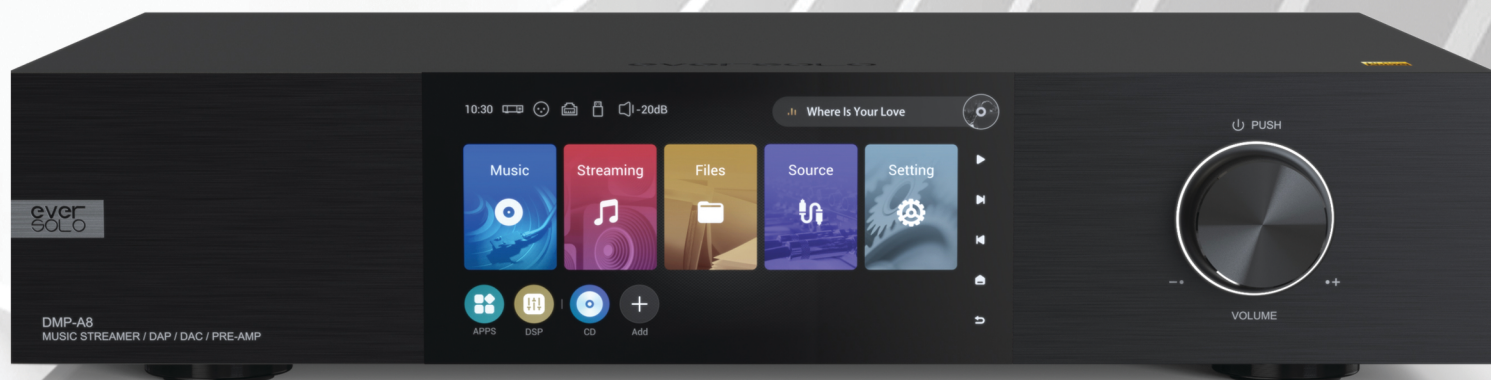 EVERSOLO
10:30
-20dB
Where Is Your Love
Music
Streaming
Files
Source
Setting
PUSH
ever
SOLO
APPS
DSP
CD
Add
DMP-A8
MUSIC STREAMER / DAP / DAC / PRE-AMP
- +
VOLUME